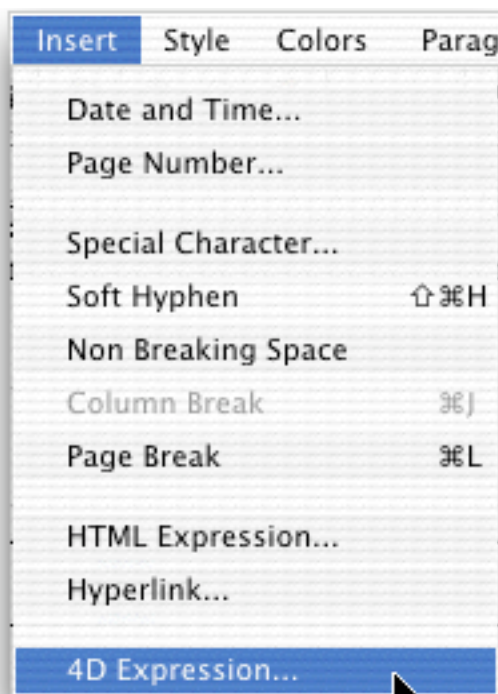 Insert Style Colors Parag
Date and Time...
Page Number...
Special Character...
Soft Hyphen ⇧⌘H
Non Breaking Space
Column Break ⌘J
Page Break ⌘L
HTML Expression...
Hyperlink...
4D Expression...